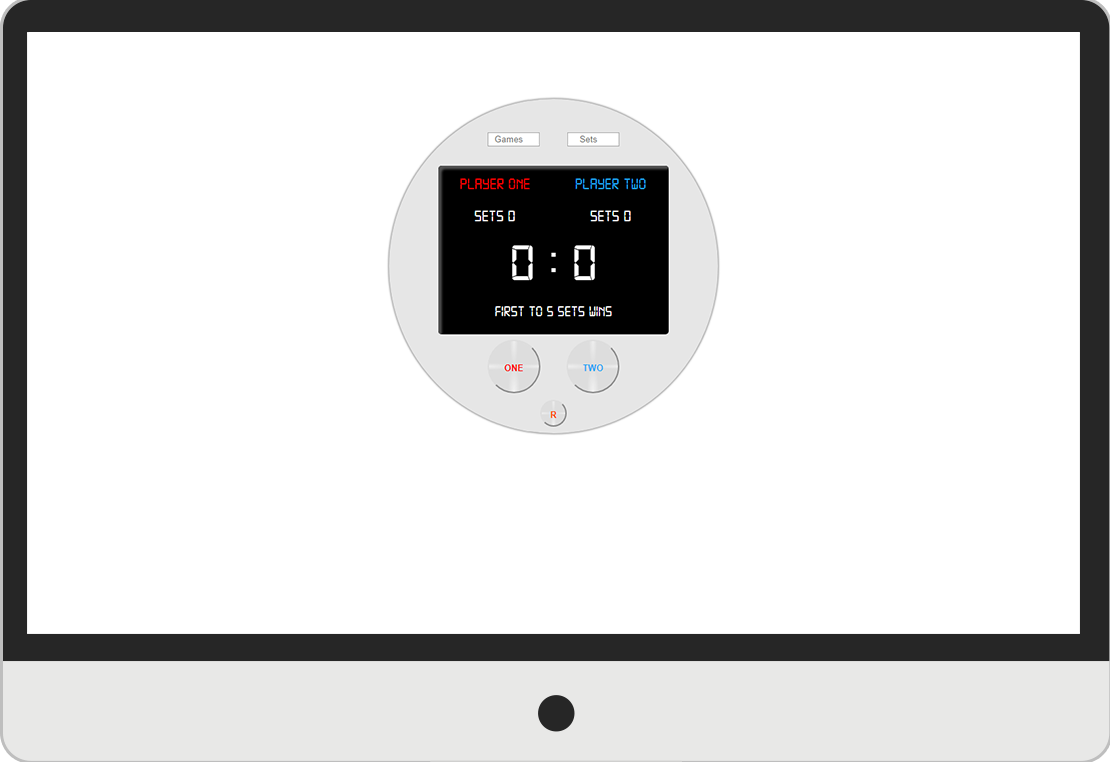 Games Sets
PLAYER ONE PLAYER TWO
SETS 0 SETS 0
0 : 0
FIRST TO 5 SETS WINS
ONE TWO
R